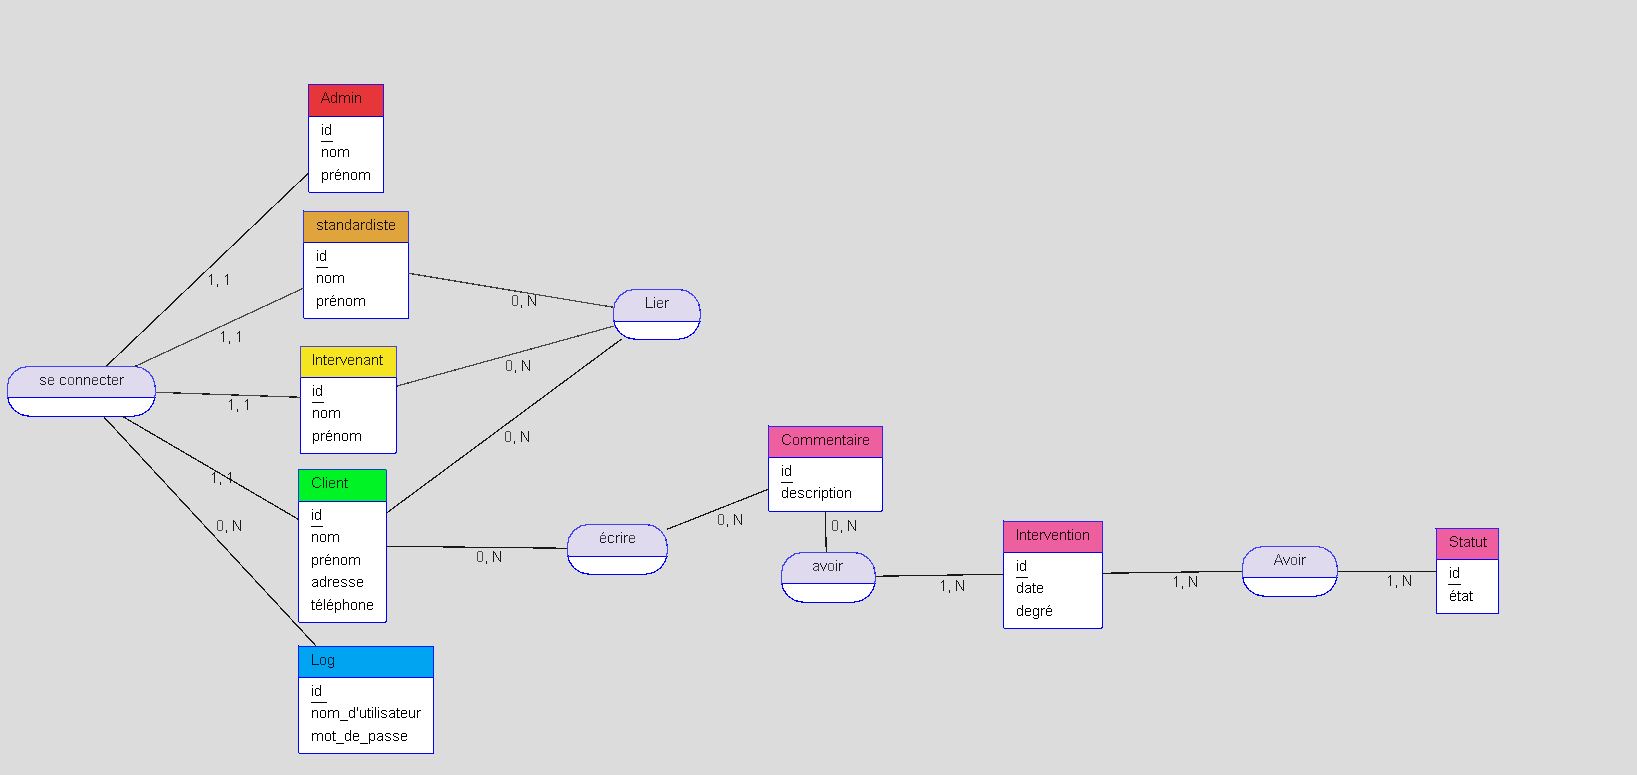 Admin
id
nom
prénom
standardiste
id
nom
prénom
1, 1
0, N
Lier
1, 1
Intervenant
id
nom
prénom
0, N
se connecter
1, 1
0, N
Client
id
nom
prénom
adresse
téléphone
1, 1
0, N
écrire
0, N
0, N
Commentaire
id
description
0, N
avoir
1, N
Intervention
id
date
degré
1, N
Avoir
1, N
Statut
id
état
Log
id
nom_d'utilisateur
mot_de_passe